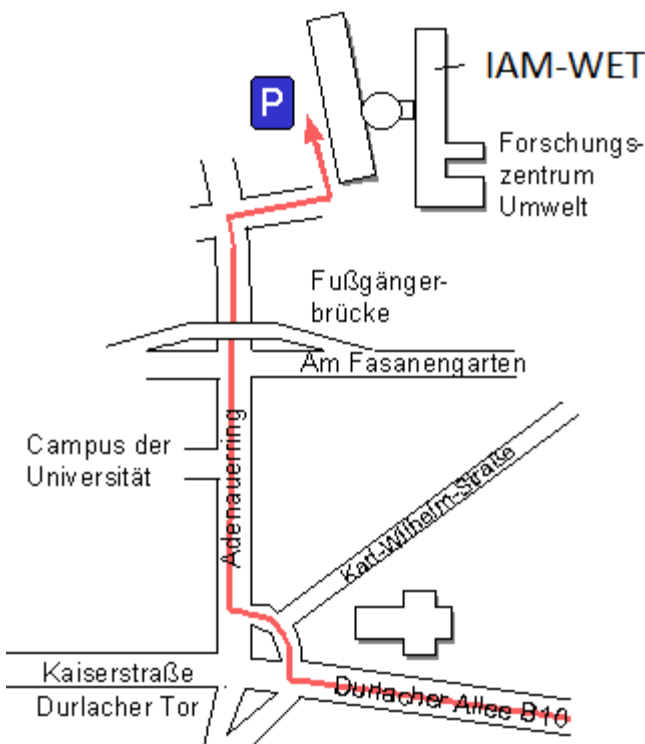 IAM-WET
P
Forschungs-
zentrum
Umwelt
Fußgänger-
brücke
Am Fasanengarten
Campus der
Universität
Adenauerring
Karl-Wilhelm-Straße
Kaiserstraße
Durlacher Allee B10
Durlacher Tor